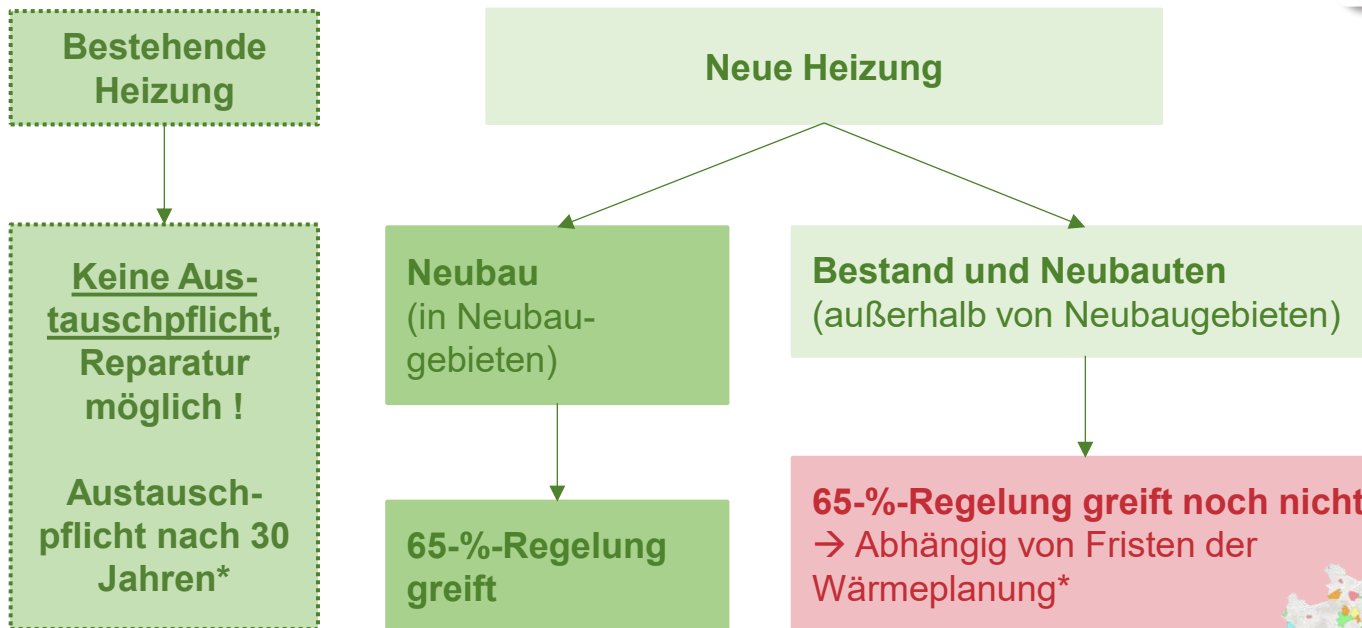 Bestehende
Heizung
Keine Aus-
tauschpflicht,
Reparatur
möglich !
Austausch-
pflicht nach 30
Jahren*
Neue Heizung
Neubau
(in Neubau-
gebieten)
65-%-Regelung
greift
Bestand und Neubauten
(außerhalb von Neubaugebieten)
65-%-Regelung greift noch nicht
→ Abhängig von Fristen der
Wärmeplanung*